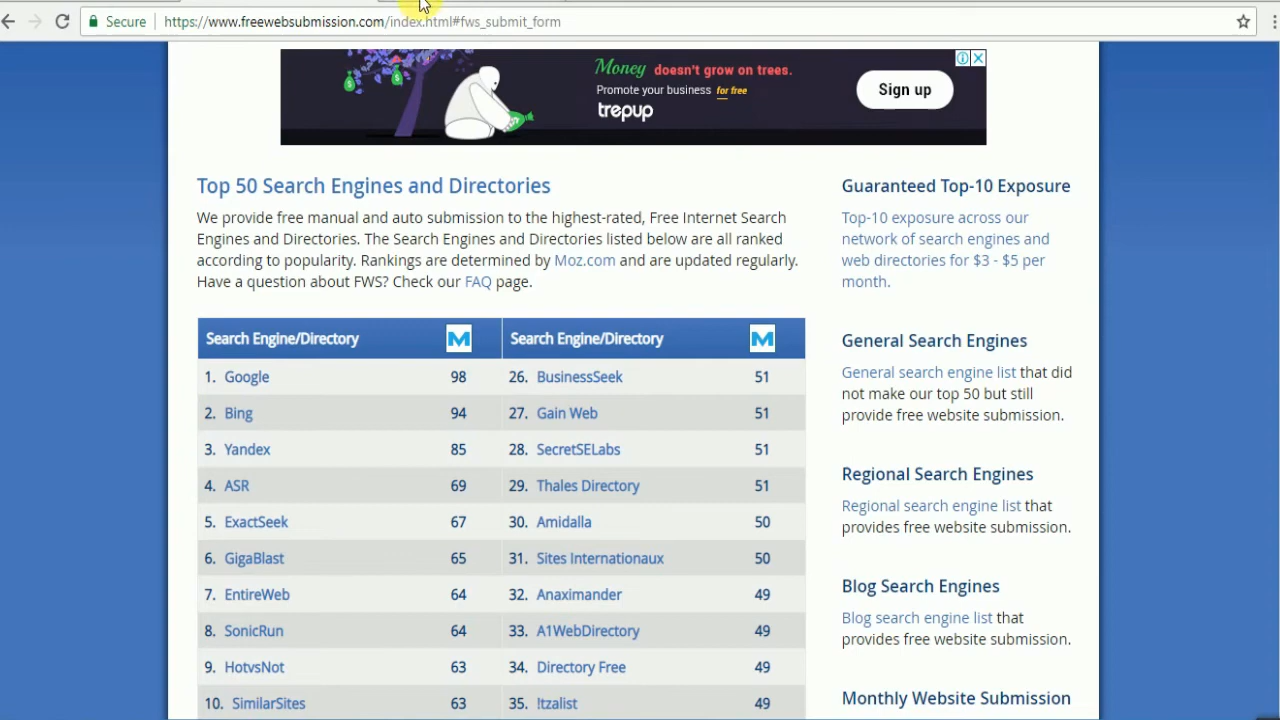 Secure https://www.freewebsubmission.com/index.html#fws_submit_form
Money doesn't grow on trees.
Promote your business for free
trepup
Sign up
Top 50 Search Engines and Directories
We provide free manual and auto submission to the highest-rated, Free Internet Search
Engines and Directories. The Search Engines and Directories listed below are all ranked
according to popularity. Rankings are determined by Moz.com and are updated regularly.
Have a question about FWS? Check our FAQ page.
Search Engine/Directory M Search Engine/Directory M
1. Google 98 26. BusinessSeek 51
2. Bing 94 27. Gain Web 51
3. Yandex 85 28. SecretSELabs 51
4. ASR 69 29. Thales Directory 51
5. ExactSeek 67 30. Amidalla 50
6. GigaBlast 65 31. Sites Internationaux 50
7. EntireWeb 64 32. Anaximander 49
8. SonicRun 64 33. A1WebDirectory 49
9. HotvsNot 63 34. Directory Free 49
10. SimilarSites 63 35. !tzalist 49
Guaranteed Top-10 Exposure
Top-10 exposure across our
network of search engines and
web directories for $3 - $5 per
month.
General Search Engines
General search engine list that did
not make our top 50 but still
provide free website submission.
Regional Search Engines
Regional search engine list that
provides free website submission.
Blog Search Engines
Blog search engine list that
provides free website submission.
Monthly Website Submission